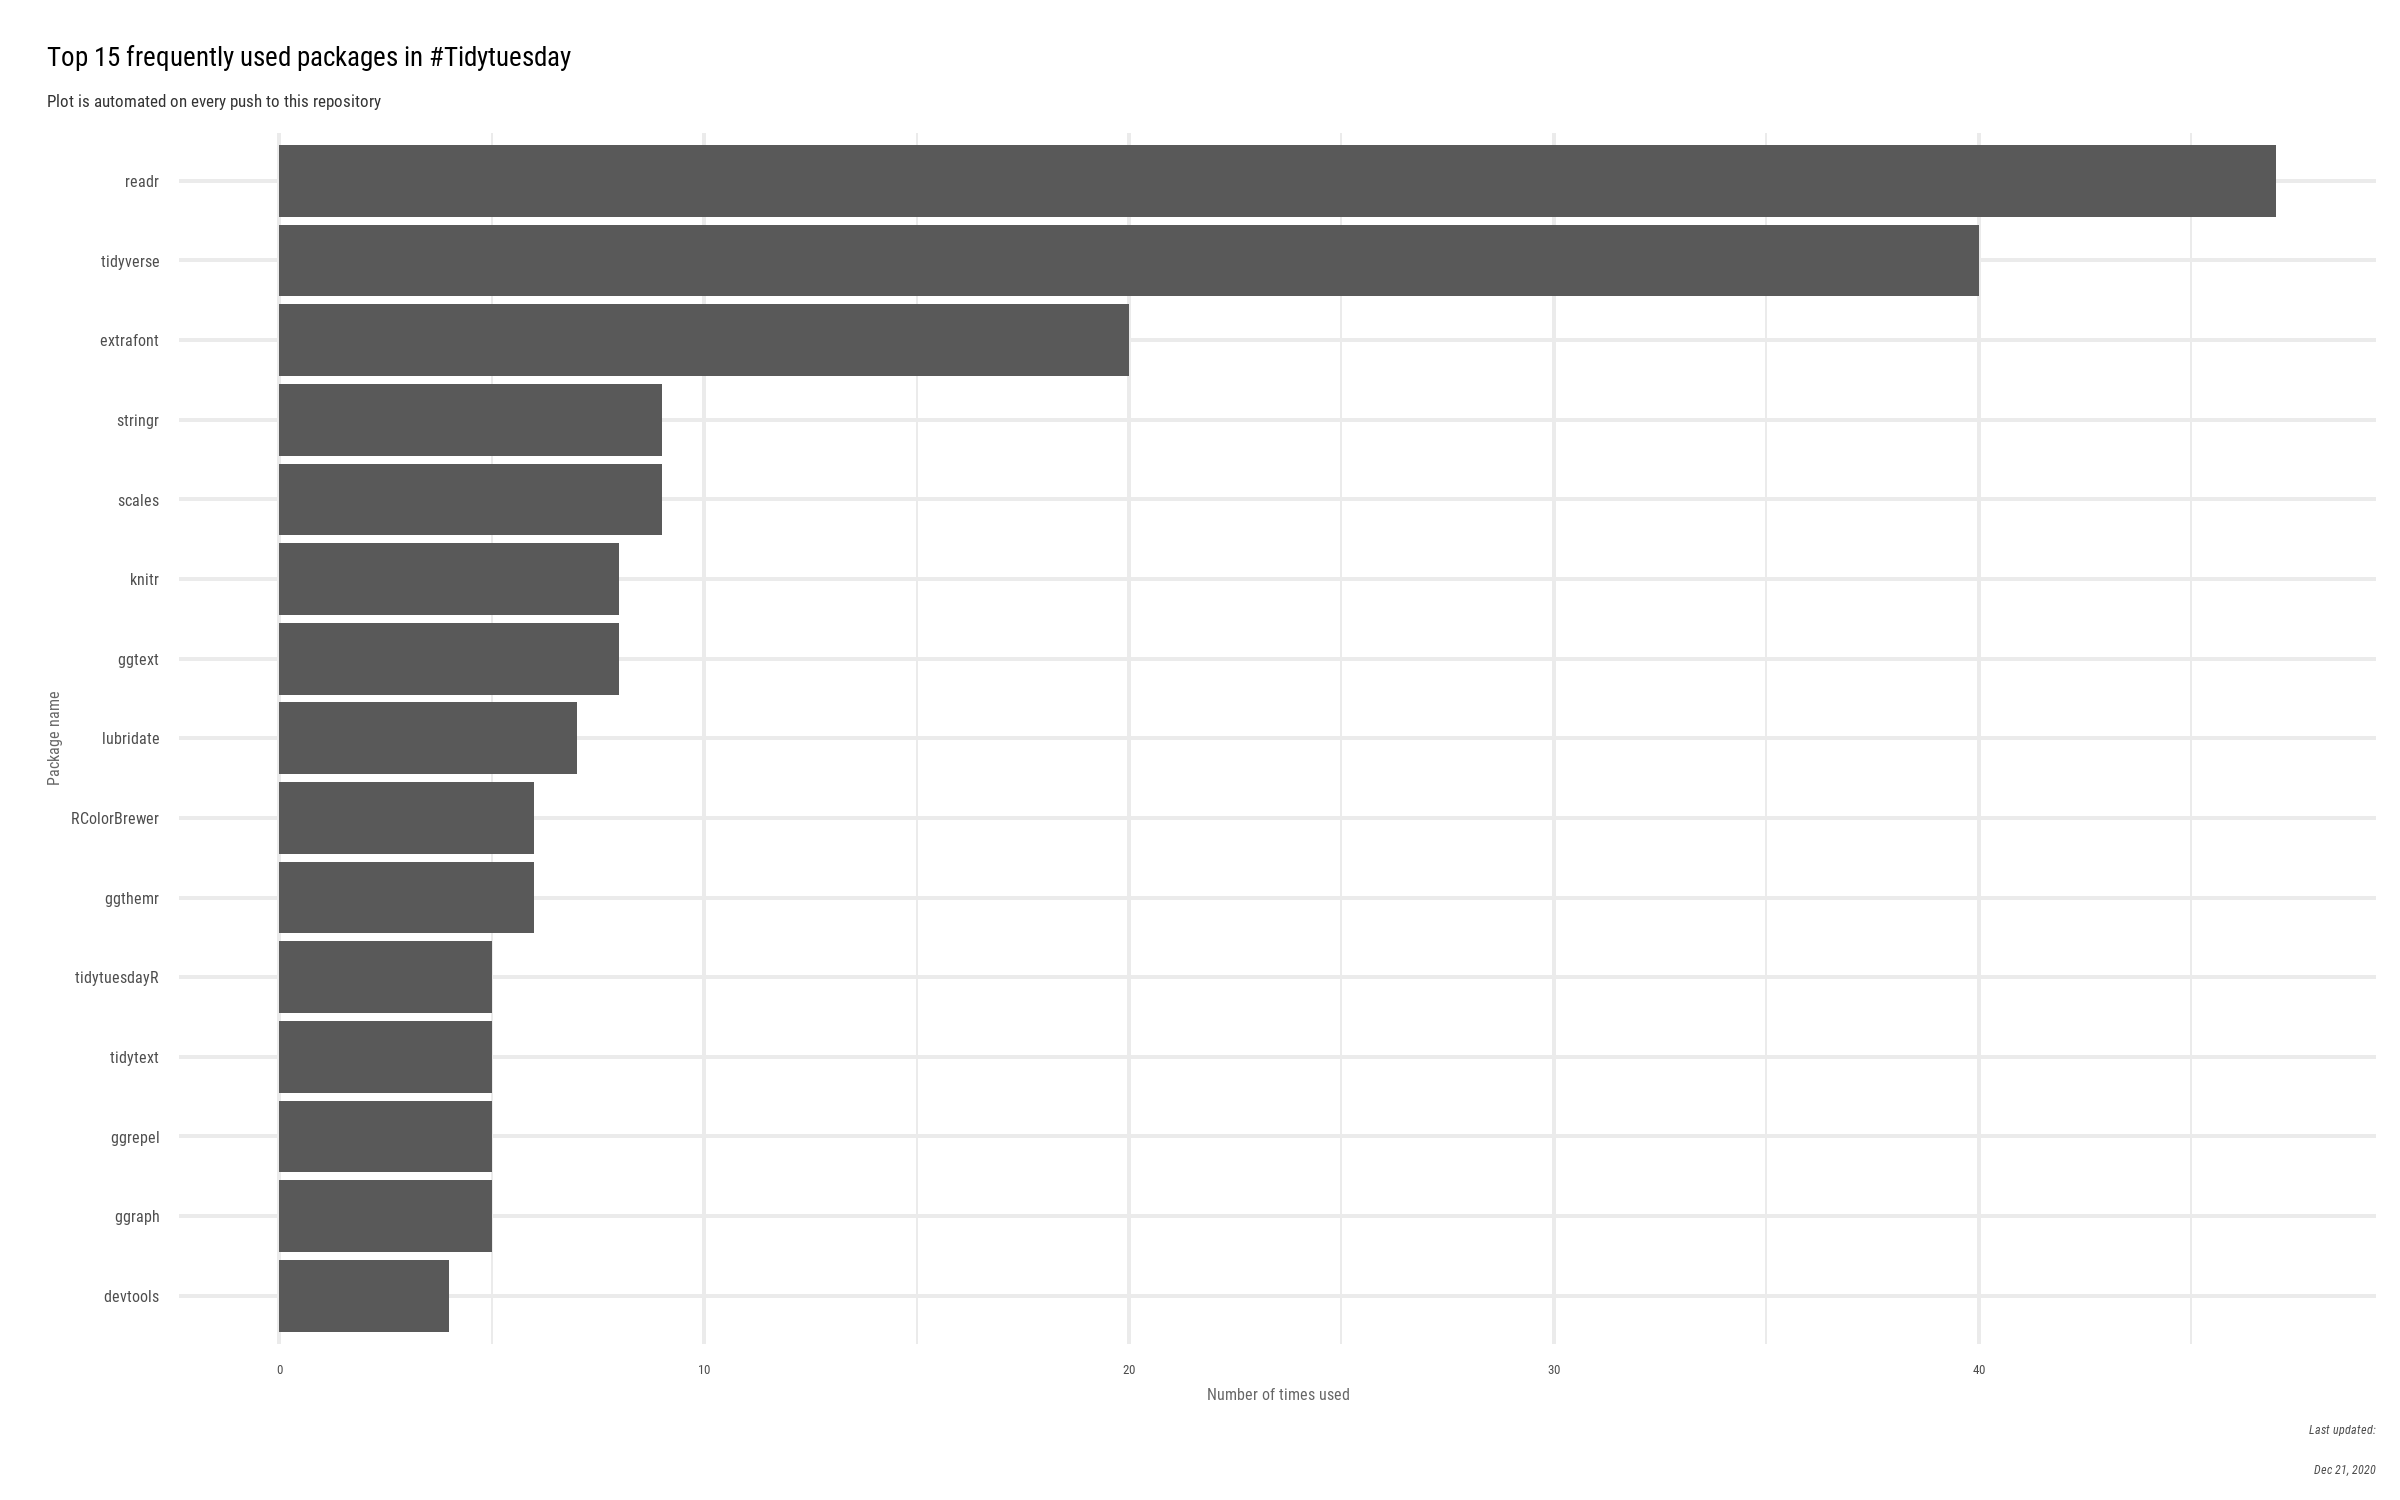 Top 15 frequently used packages in #Tidytuesday
Plot is automated on every push to this repository
Package name
readr
tidyverse
extrafont
stringr
scales
knitr
ggtext
lubridate
RColorBrewer
ggthemr
tidytuesdayR
tidytext
ggrepel
ggraph
devtools
0 10 20 30 40
Number of times used
Last updated:
Dec 21, 2020